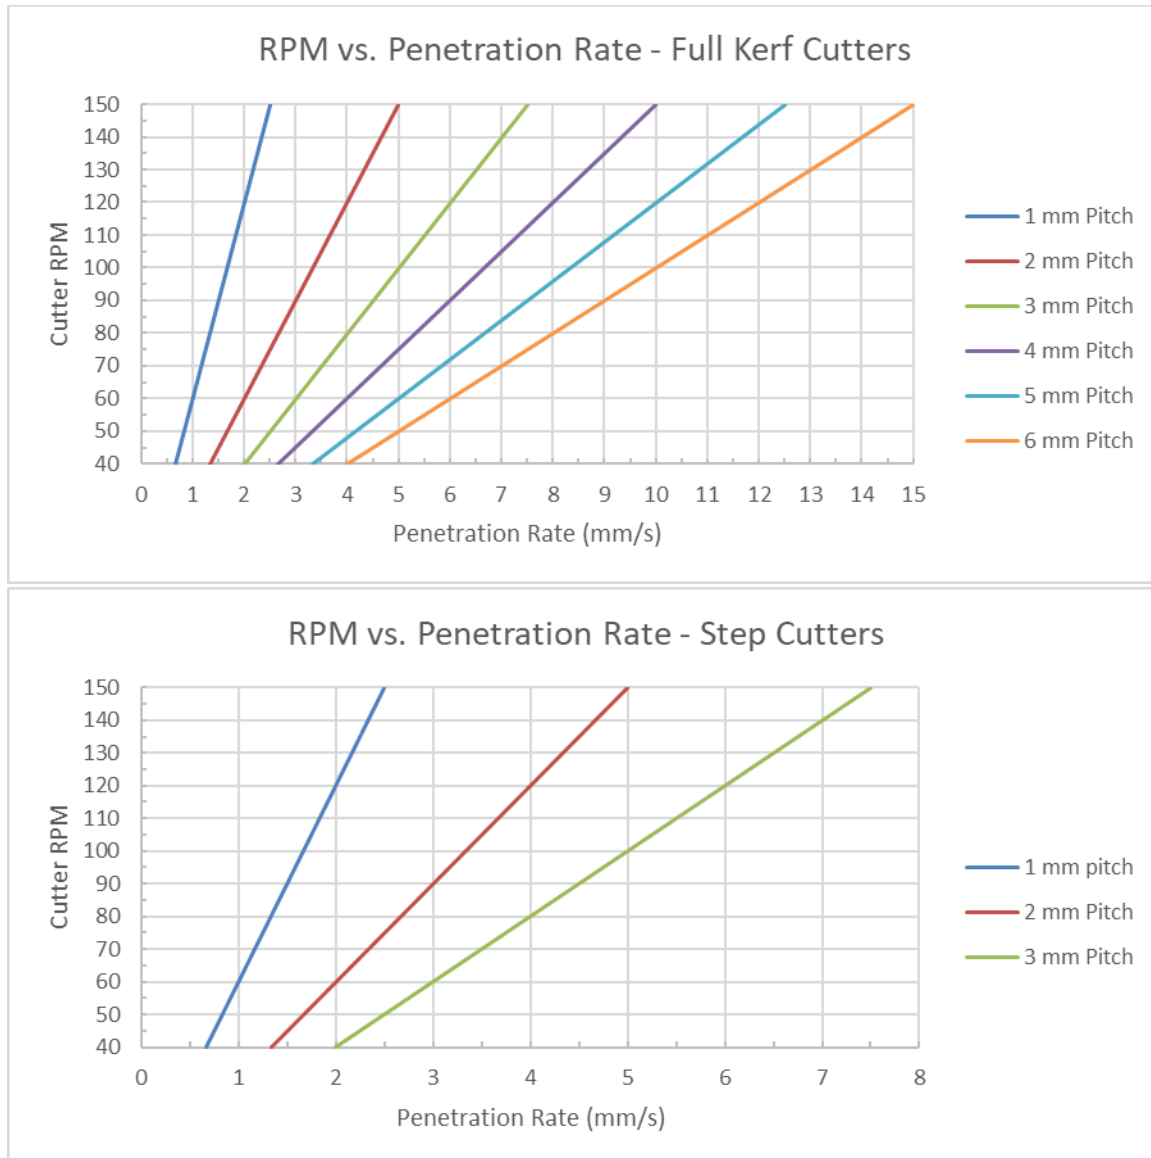 RPM vs. Penetration Rate - Full Kerf Cutters
150
140
130
120
110
100
90
80
70
60
50
40
Cutter RPM
0 1 2 3 4 5 6 7 8 9 10 11 12 13 14 15
Penetration Rate (mm/s)
1 mm Pitch
2 mm Pitch
3 mm Pitch
4 mm Pitch
5 mm Pitch
6 mm Pitch
RPM vs. Penetration Rate - Step Cutters
150
140
130
120
110
100
90
80
70
60
50
40
Cutter RPM
0 1 2 3 4 5 6 7 8
Penetration Rate (mm/s)
1 mm pitch
2 mm Pitch
3 mm Pitch